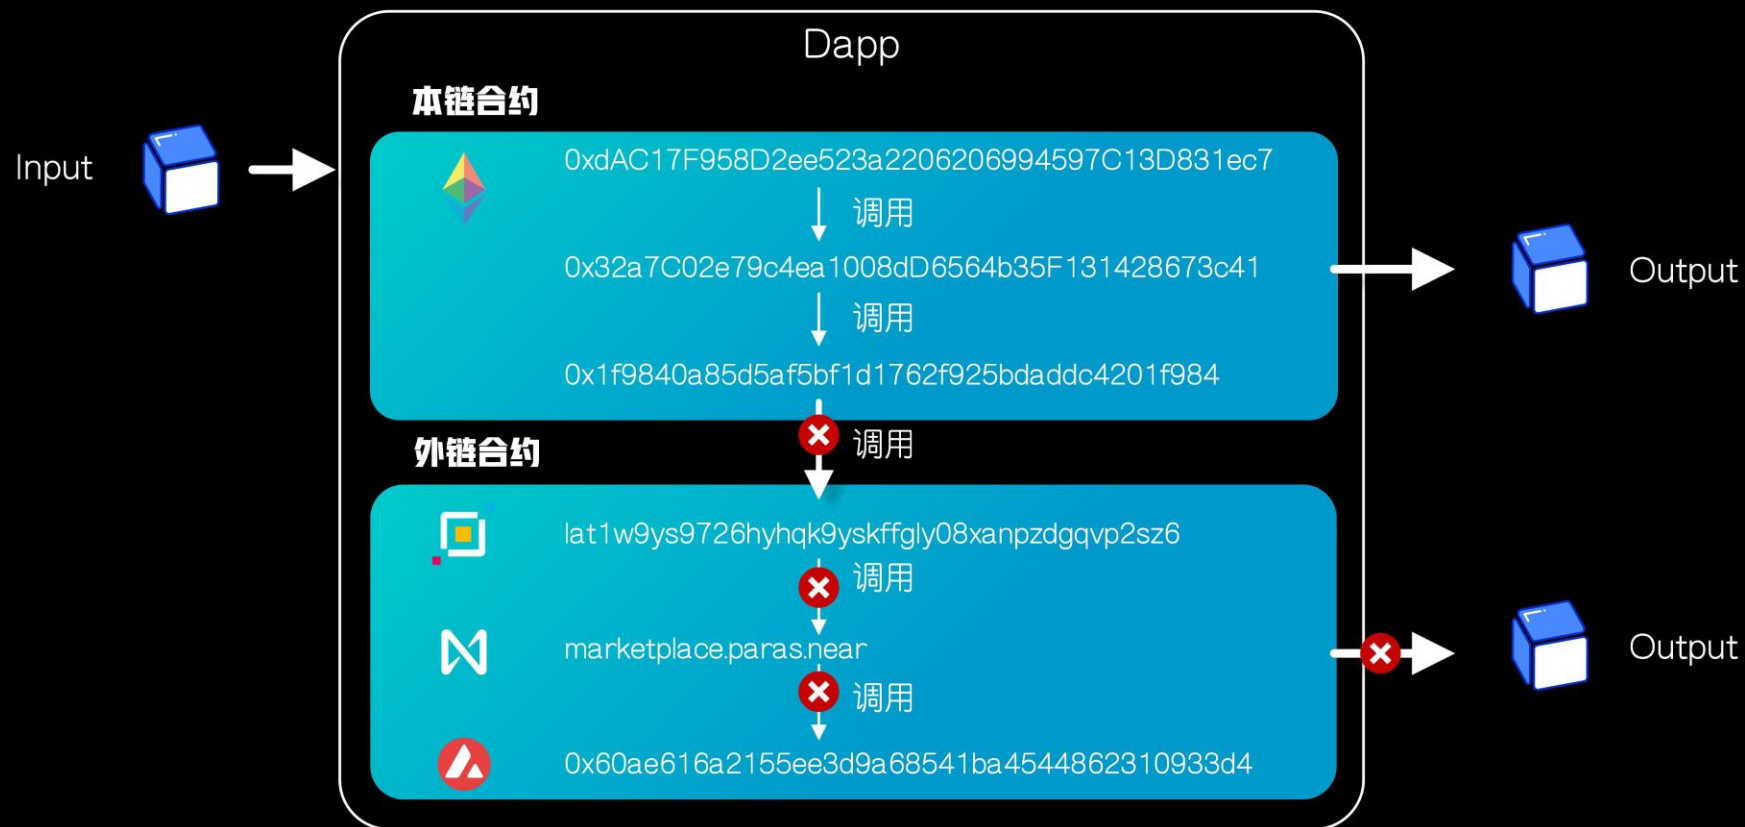 Dapp
本链合约
Input
0xdAC17F958D2ee523a2206206994597C13D831ec7
调用
0x32a7C02e79c4ea1008dD6564b35F131428673c41
Output
调用
0x1f9840a85d5af5bf1d1762f925bdaddc4201f984
调用
外链合约
lat1w9ys9726hyhqk9yskffgly08xanpzdgqvp2sz6
调用
marketplace.paras.near
Output
调用
0x60ae616a2155ee3d9a68541ba4544862310933d4